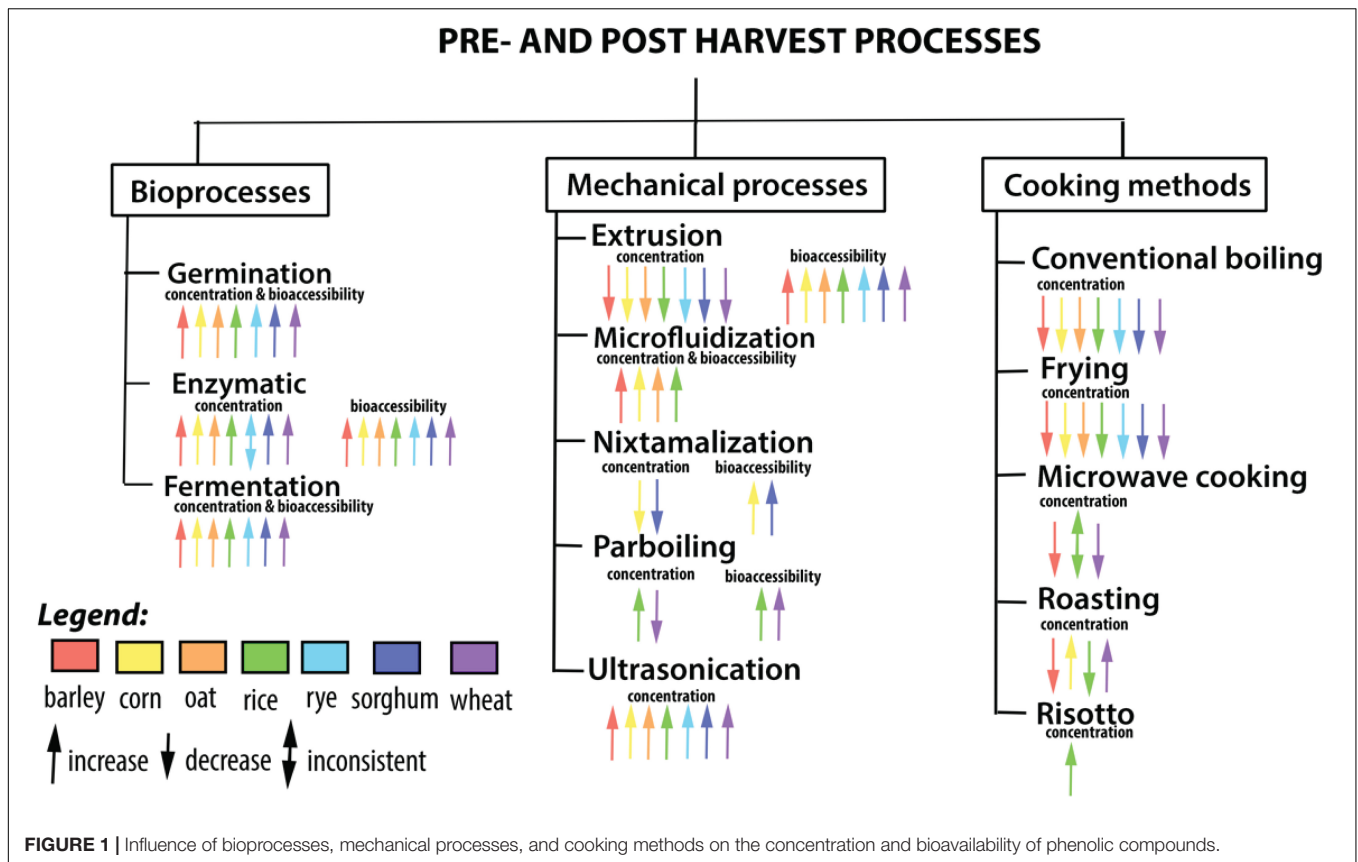 PRE- AND POST HARVEST PROCESSES
Bioprocesses
Germination
concentration & bioaccessibility
Enzymatic
concentration
bioaccessibility
Fermentation
concentration & bioaccessibility
Mechanical processes
Extrusion
concentration
bioaccessibility
Microfluidization
concentration & bioaccessibility
Nixtamalization
concentration
bioaccessibility
Parboiling
concentration
bioaccessibility
Ultrasonication
concentration
Cooking methods
Conventional boiling
concentration
Frying
concentration
Microwave cooking
concentration
Roasting
concentration
Risotto
concentration
Legend:
barley corn oat rice rye sorghum wheat
increase decrease inconsistent
FIGURE 1 | Influence of bioprocesses, mechanical processes, and cooking methods on the concentration and bioavailability of phenolic compounds.